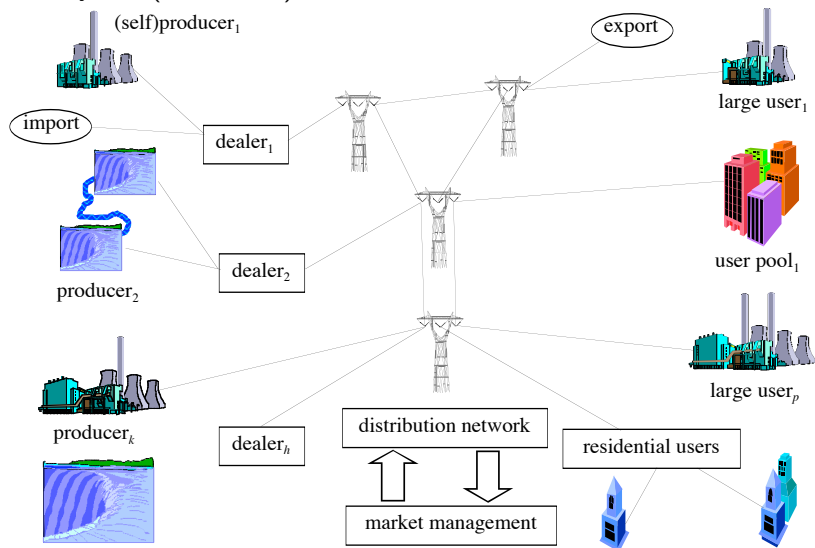 (self)producer₁
export
large user₁
import
dealer₁
dealer₂
producer₂
user pool₁
large userₚ
producerₖ
dealerₕ
distribution network
residential users
market management